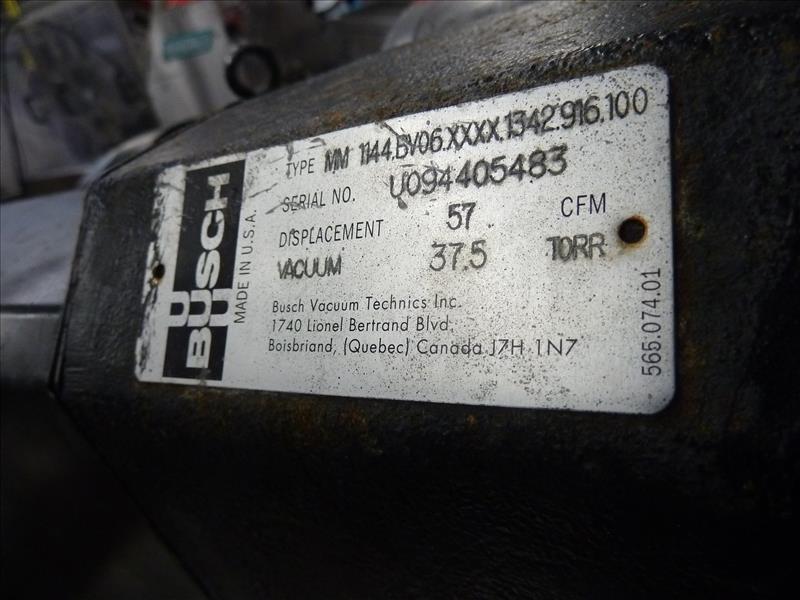 BUSCH
MADE IN U.S.A.
TYPE MM 1144.BV06.XXXX.1342.916.100
SERIAL NO. U094405483
DISPLACEMENT 57 CFM
VACUUM 37.5 TORR
Busch Vacuum Technics Inc.
1740 Lionel Bertrand Blvd.
Boisbriand, (Quebec) Canada J7H 1N7
565.074.01